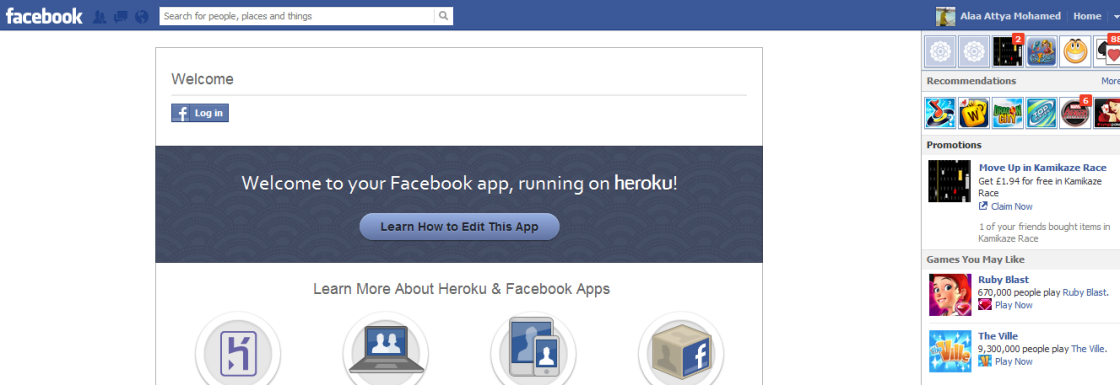 facebook
Search for people, places and things
Alaa Attya Mohamed
Home
Welcome
f Log in
Welcome to your Facebook app, running on heroku!
Learn How to Edit This App
Learn More About Heroku & Facebook Apps
f
2
88
Recommendations
More
W
DRAGON CITY
6
Promotions
Move Up in Kamikaze Race
Get £1.94 for free in Kamikaze
Race
Claim Now
1 of your friends bought items in
Kamikaze Race
Games You May Like
Ruby Blast
670,000 people play Ruby Blast.
Play Now
The Ville
9,300,000 people play The Ville.
Play Now